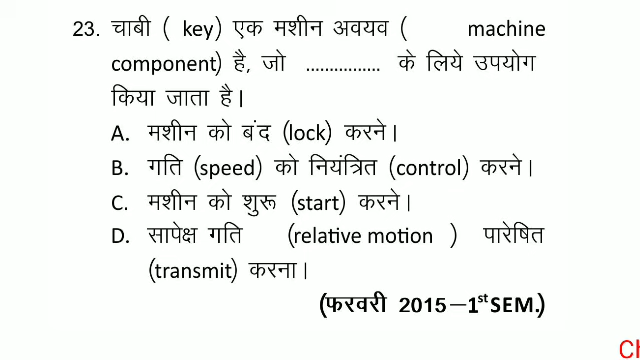 23. चाबी ( key) एक मशीन अवयव ( machine
component) है, जो ................ के लिये उपयोग
किया जाता है।
A. मशीन को बंद (lock) करने।
B. गति (speed) को नियंत्रित (control) करने।
C. मशीन को शुरू (start) करने।
D. सापेक्ष गति (relative motion ) पारेषित
(transmit) करना।
(फरवरी 2015–1st SEM.)